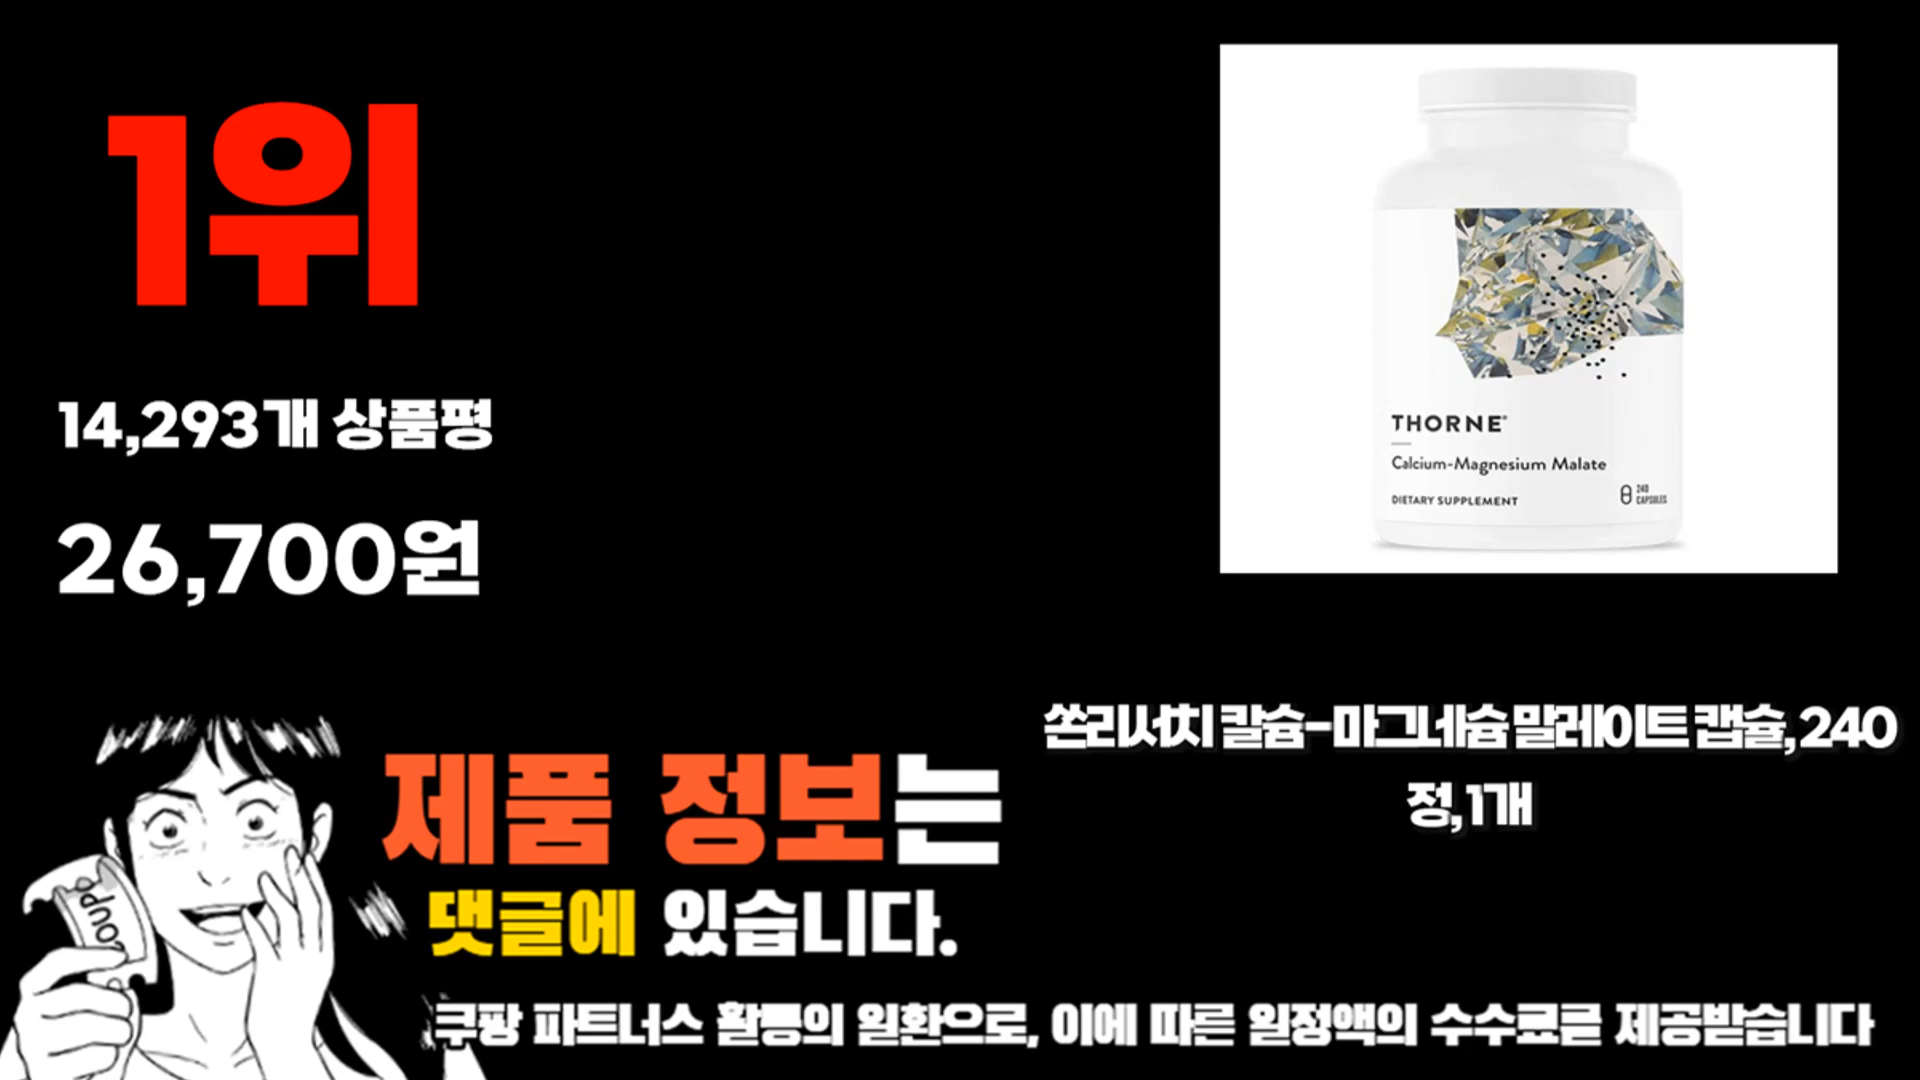 1위
14,293개 상품평
26,700원
THORNE®
Calcium-Magnesium Malate
DIETARY SUPPLEMENT
240
CAPSULES
쏜리서치 칼슘-마그네슘 말레이트 캡슐, 240
정, 1개
제품 정보는
댓글에 있습니다.
쿠팡 파트너스 활동의 일환으로, 이에 따른 일정액의 수수료를 제공받습니다